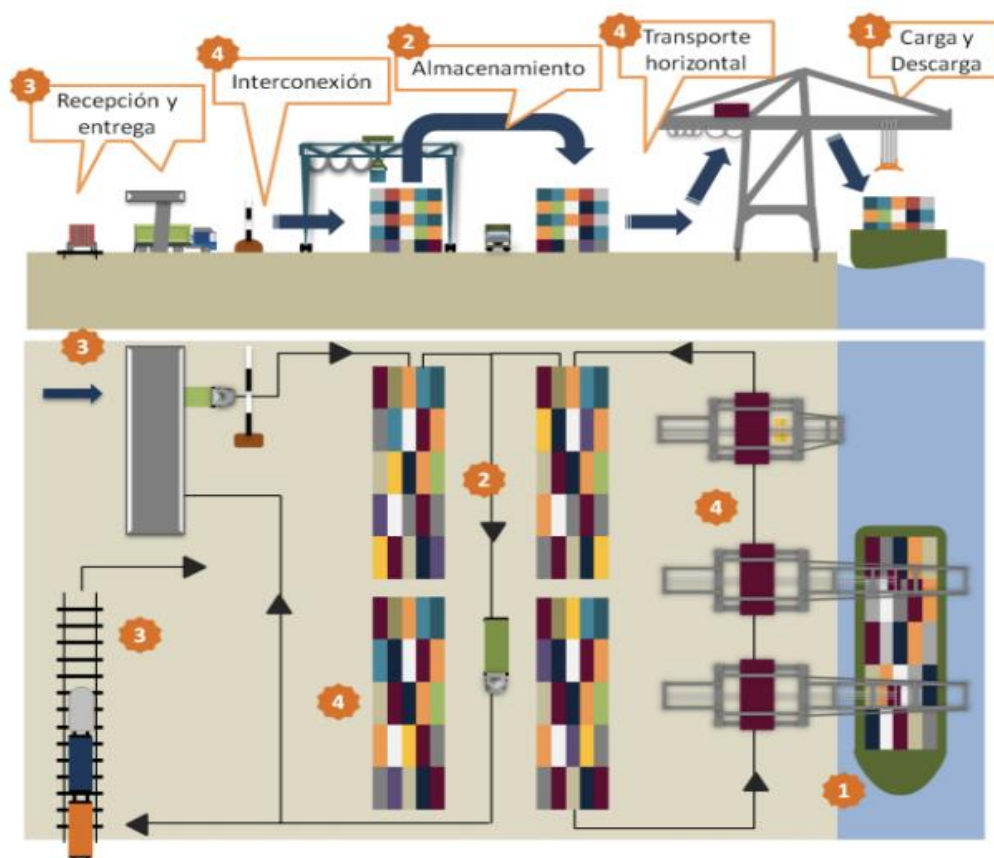 1
4
2
4
Transporte
horizontal
Carga y
Descarga
Interconexión
Almacenamiento
3
Recepción y
entrega
3
2
4
3
4
1